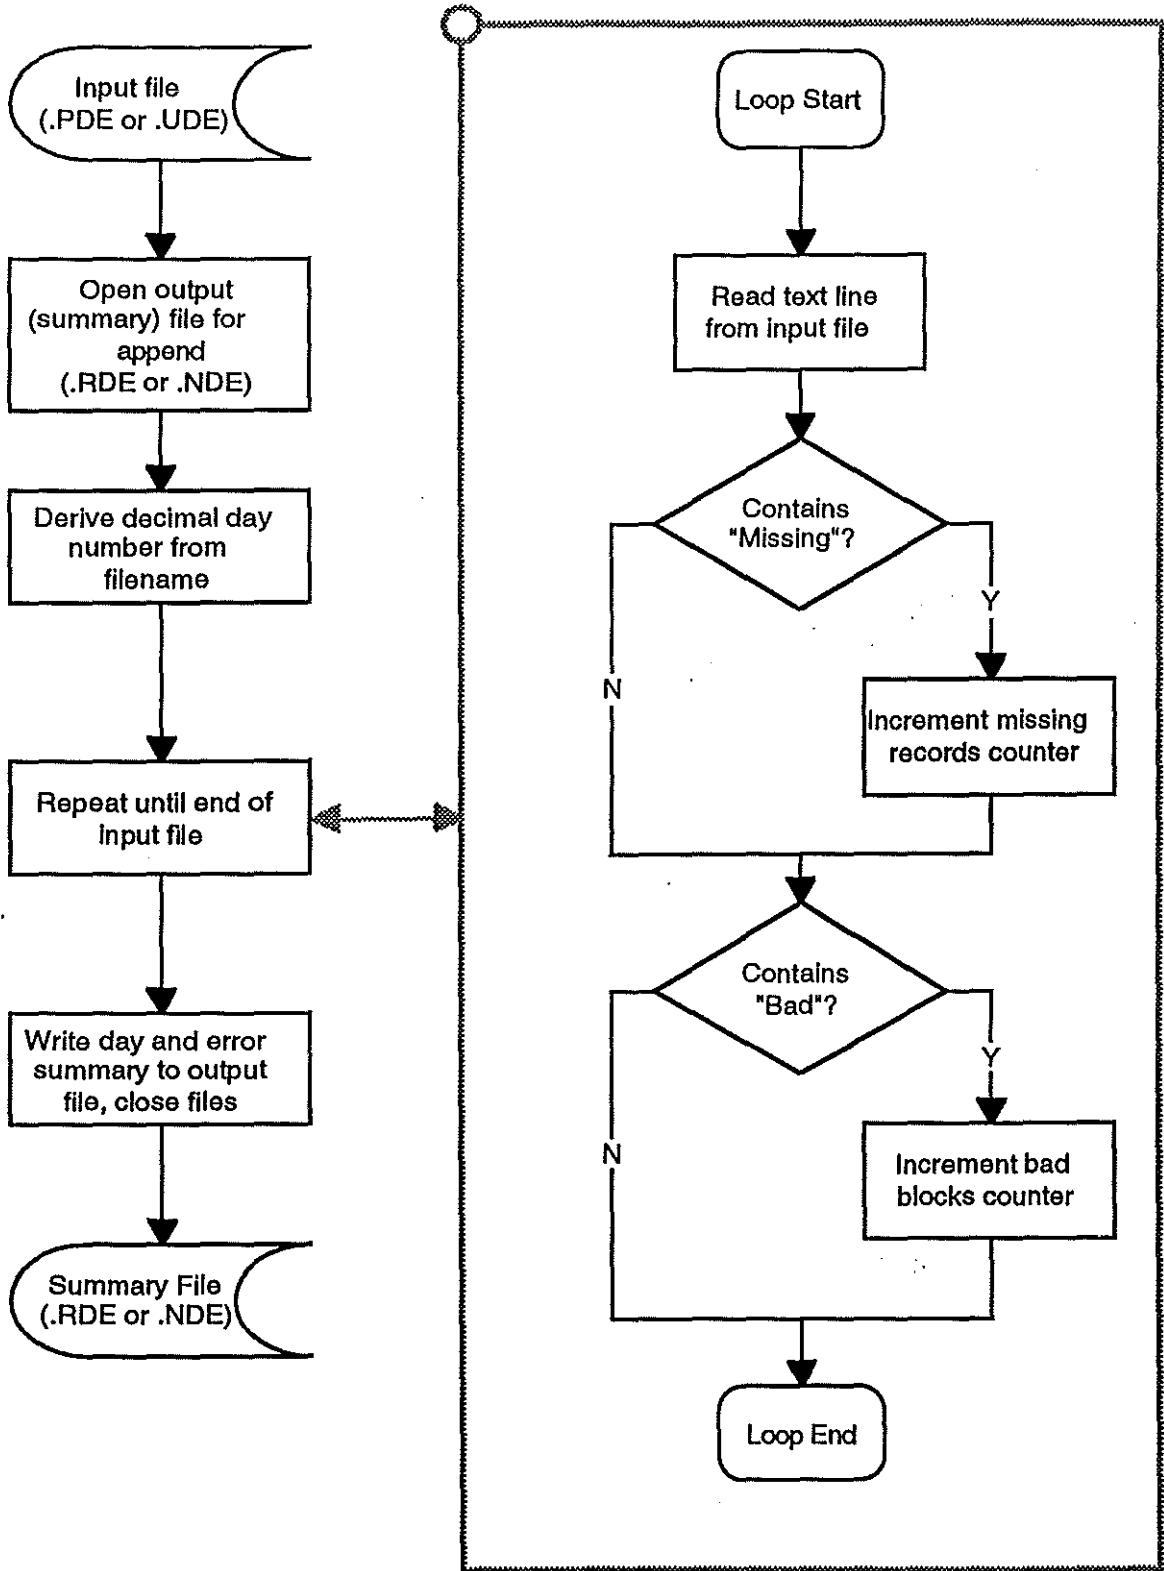 Input file
(.PDE or .UDE)
Open output
(summary) file for
append
(.RDE or .NDE)
Derive decimal day
number from
filename
Repeat until end of
input file
Write day and error
summary to output
file, close files
Summary File
(.RDE or .NDE)
Loop Start
Read text line
from input file
Contains
"Missing"?
Y
N
Increment missing
records counter
Contains
"Bad"?
Y
N
Increment bad
blocks counter
Loop End